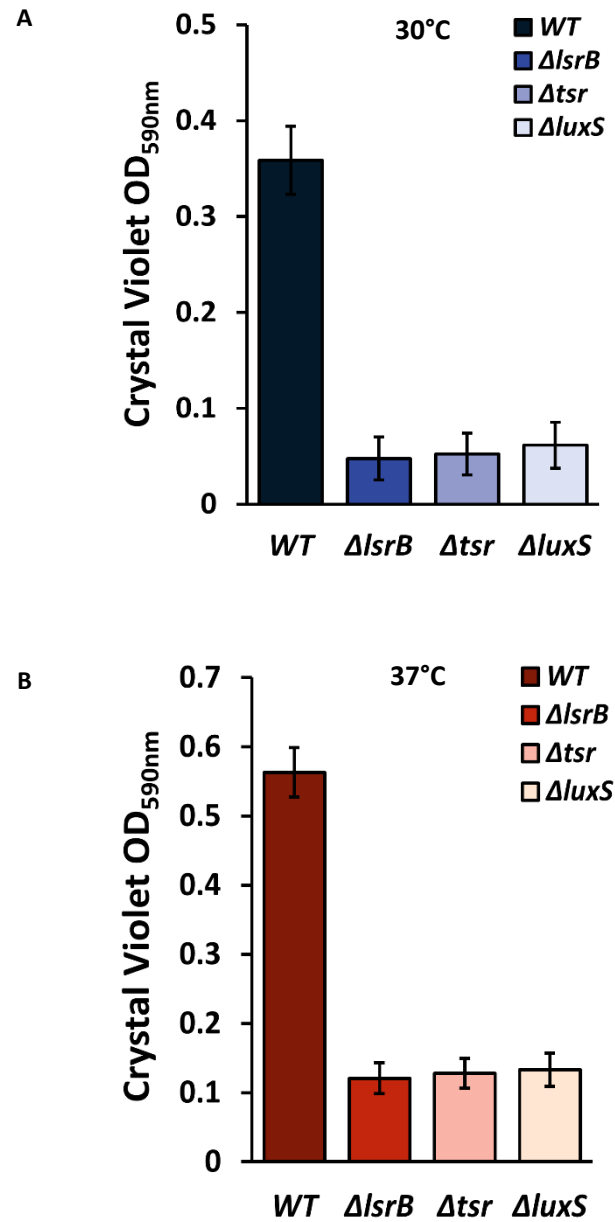 A
30°C
WT
ΔlsrB
Δtsr
ΔluxS
Crystal Violet OD590nm
0.5
0.4
0.3
0.2
0.1
0
WT ΔlsrB Δtsr ΔluxS
B
37°C
WT
ΔlsrB
Δtsr
ΔluxS
Crystal Violet OD590nm
0.7
0.6
0.5
0.4
0.3
0.2
0.1
0
WT ΔlsrB Δtsr ΔluxS